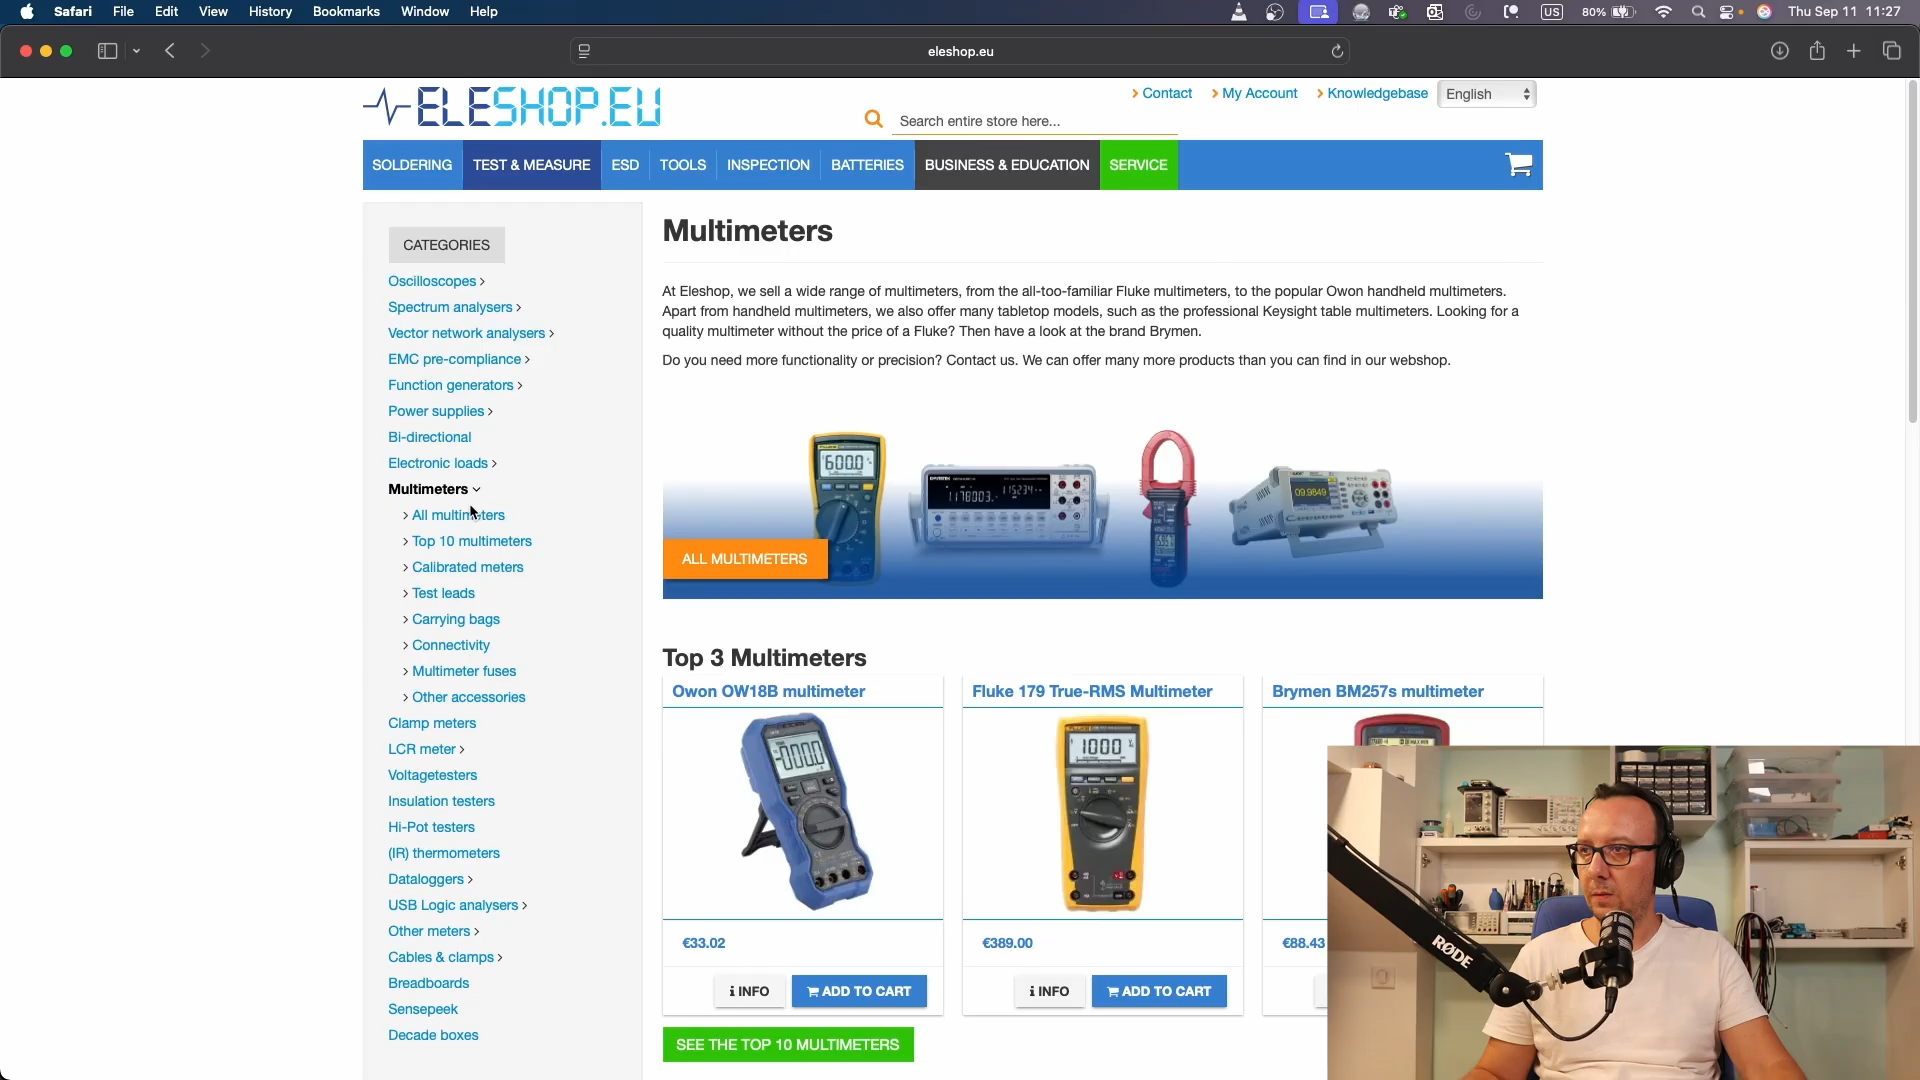 Safari File Edit View History Bookmarks Window Help
US 80% Thu Sep 11 11:27
eleshop.eu
ELESHOP.EU
Contact My Account Knowledgebase English
Search entire store here...
SOLDERING TEST & MEASURE ESD TOOLS INSPECTION BATTERIES BUSINESS & EDUCATION SERVICE
CATEGORIES
Oscilloscopes
Spectrum analysers
Vector network analysers
EMC pre-compliance
Function generators
Power supplies
Bi-directional
Electronic loads
Multimeters
All multimeters
Top 10 multimeters
Calibrated meters
Test leads
Carrying bags
Connectivity
Multimeter fuses
Other accessories
Clamp meters
LCR meter
Voltagetesters
Insulation testers
Hi-Pot testers
(IR) thermometers
Dataloggers
USB Logic analysers
Other meters
Cables & clamps
Breadboards
Sensepeek
Decade boxes
Multimeters
At Eleshop, we sell a wide range of multimeters, from the all-too-familiar Fluke multimeters, to the popular Owon handheld multimeters.
Apart from handheld multimeters, we also offer many tabletop models, such as the professional Keysight table multimeters. Looking for a
quality multimeter without the price of a Fluke? Then have a look at the brand Brymen.
Do you need more functionality or precision? Contact us. We can offer many more products than you can find in our webshop.
600.0
1178003
115234
09.9849
ALL MULTIMETERS
Top 3 Multimeters
Owon OW18B multimeter
Fluke 179 True-RMS Multimeter
Brymen BM257s multimeter
-000.0
1000
€33.02
€389.00
€88.43
INFO ADD TO CART
INFO ADD TO CART
SEE THE TOP 10 MULTIMETERS
RØDE